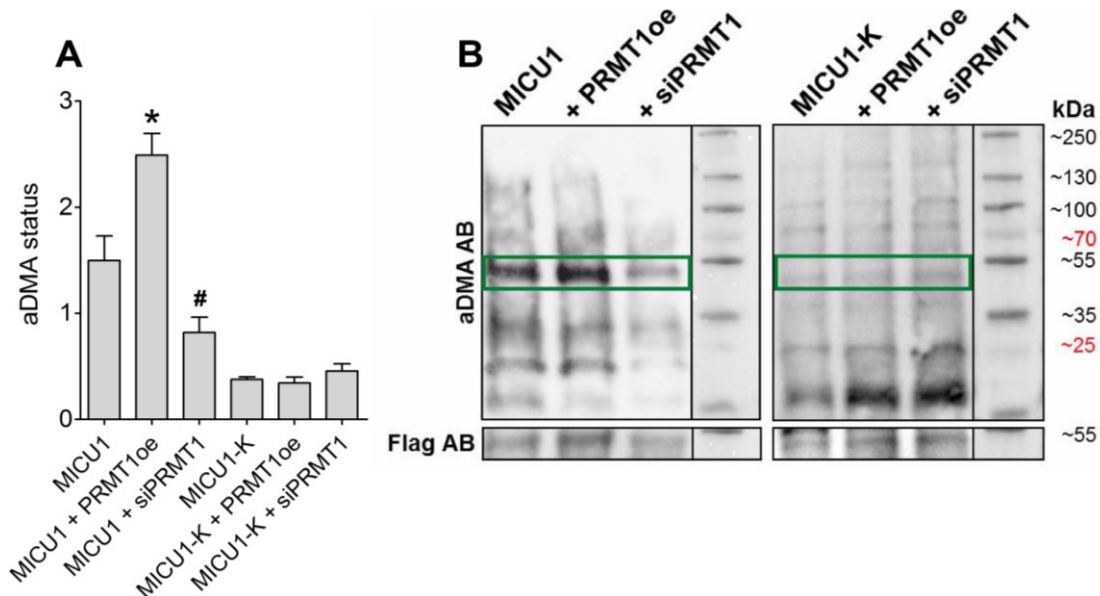 A
aDMA status
3
2
1
0
*
#
MICU1
MICU1 + PRMT1oe
MICU1 + siPRMT1
MICU1-K
MICU1-K + PRMT1oe
MICU1-K + siPRMT1
B
MICU1
+ PRMT1oe
+ siPRMT1
MICU1-K
+ PRMT1oe
+ siPRMT1
kDa
aDMA AB
~250
~130
~100
~70
~55
~35
~25
Flag AB
~55